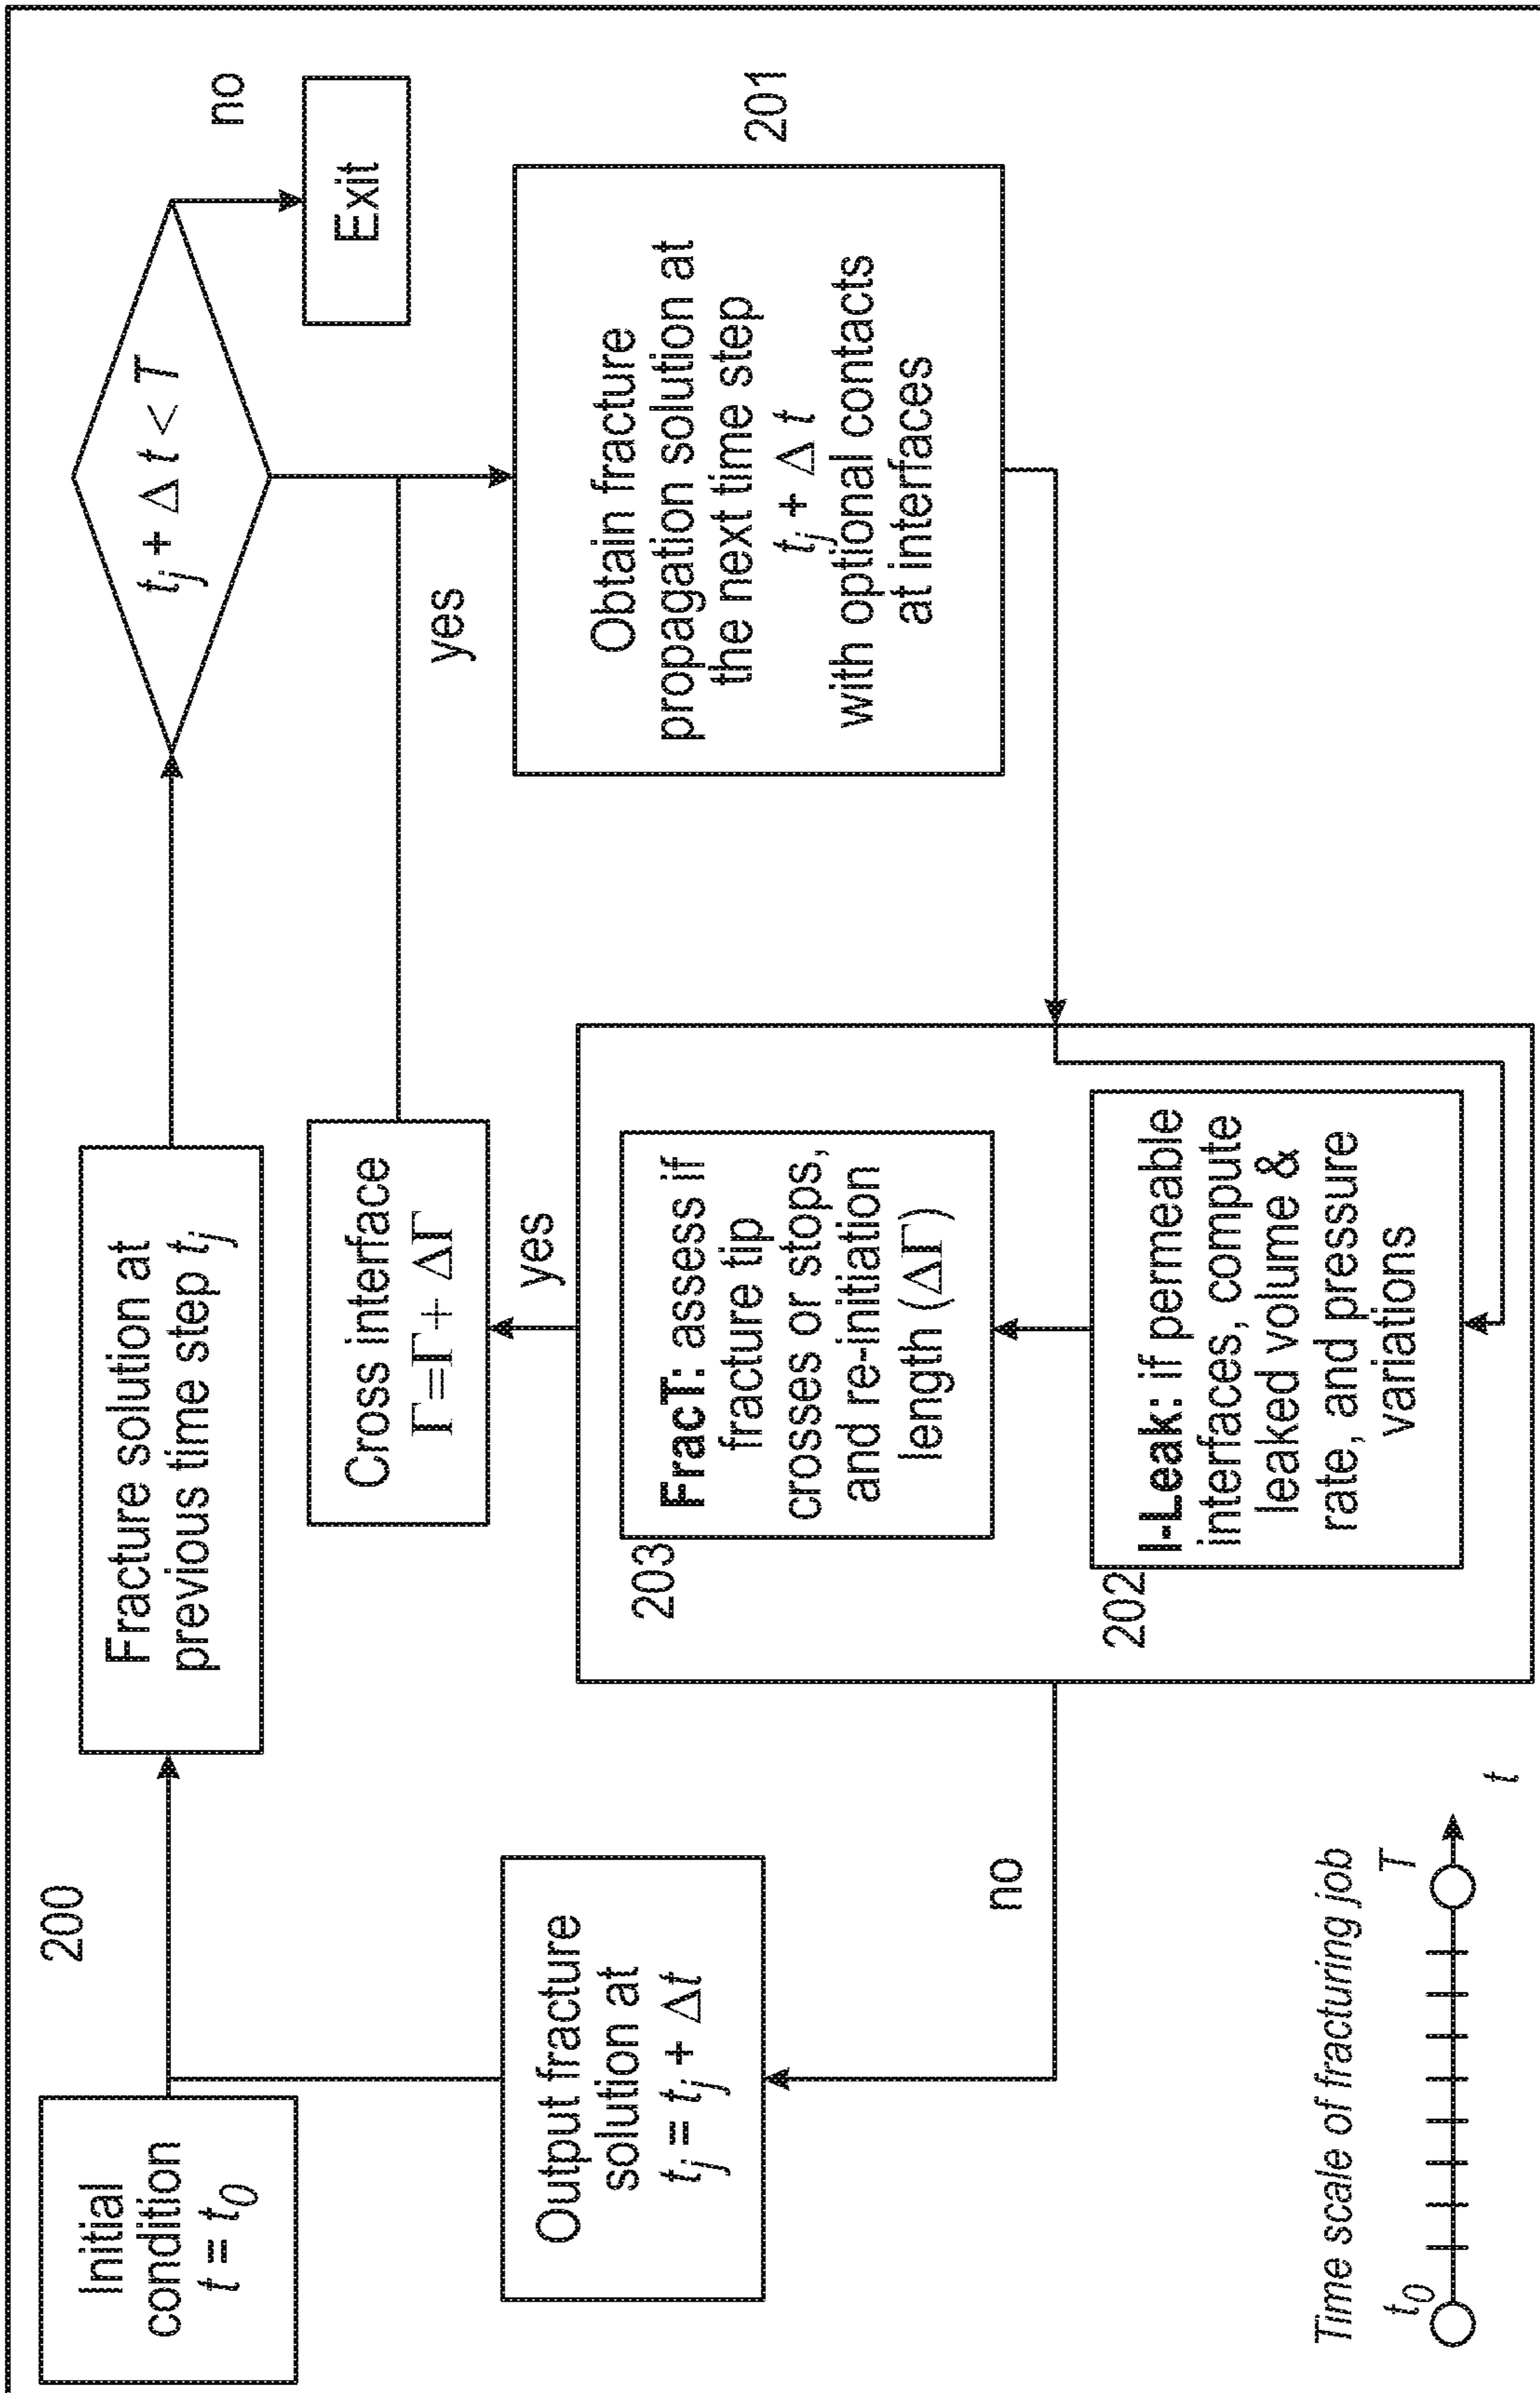 200
Initial
condition
t = t0
Fracture solution at
previous time step tj
tj + Δt < T
no
Exit
yes
Cross interface
Γ=Γ+ ΔΓ
yes
Obtain fracture
propagation solution at
the next time step
tj + Δt
with optional contacts
at interfaces
201
Output fracture
solution at
tj = tj + Δt
203
FracT: assess if
fracture tip
crosses or stops,
and re-initiation
length (ΔΓ)
202
I-Leak: if permeable
interfaces, compute
leaked volume &
rate, and pressure
variations
no
Time scale of fracturing job
t0
T
t